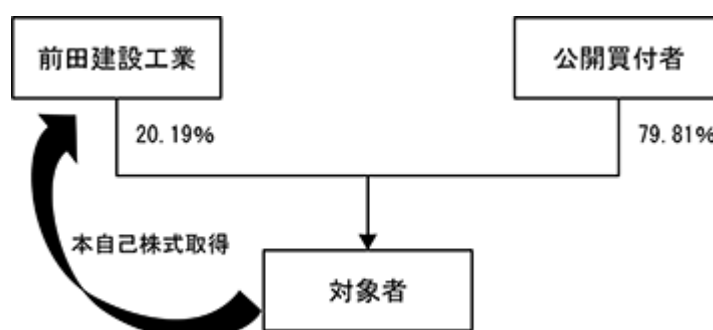 前田建設工業
公開買付者
20.19%
79.81%
本自己株式取得
対象者